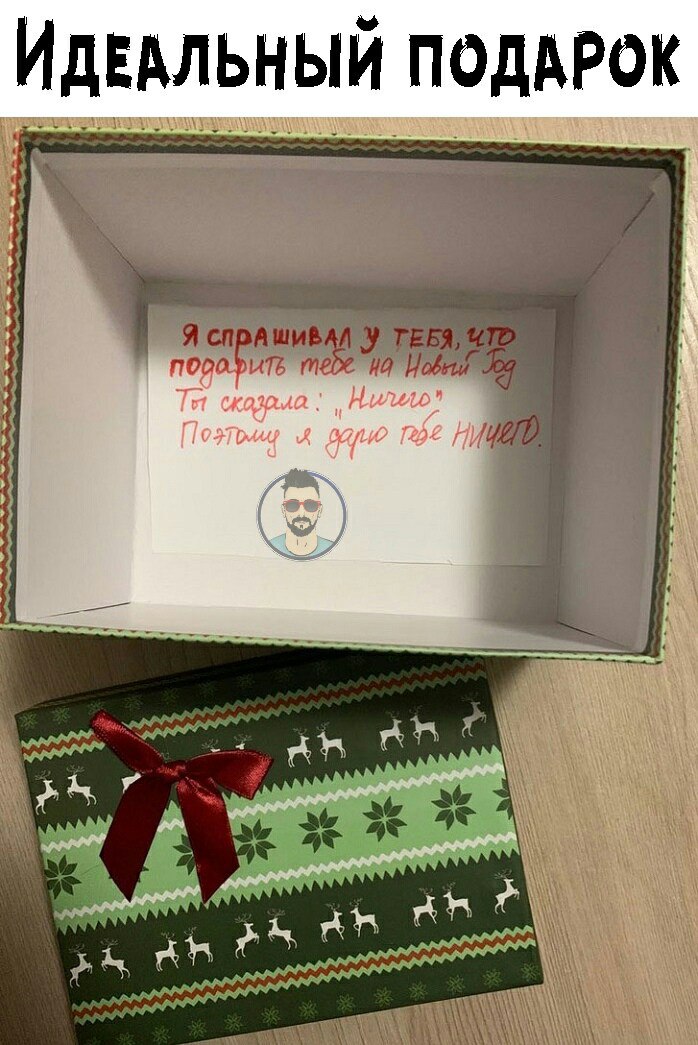 Идеальный подарок
Я спрашивал у тебя, что
подарить тебе на Новый Год
Ты сказала: „Ничего"
Поэтому я дарю тебе НИЧЕГО.